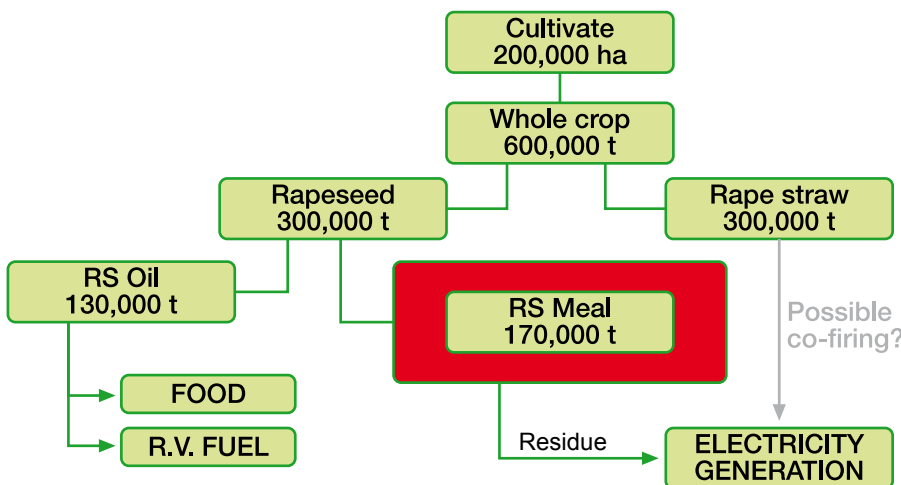 Cultivate
200,000 ha
Whole crop
600,000 t
Rapeseed
300,000 t
Rape straw
300,000 t
RS Oil
130,000 t
RS Meal
170,000 t
Possible
co-firing?
FOOD
R.V. FUEL
Residue
ELECTRICITY
GENERATION